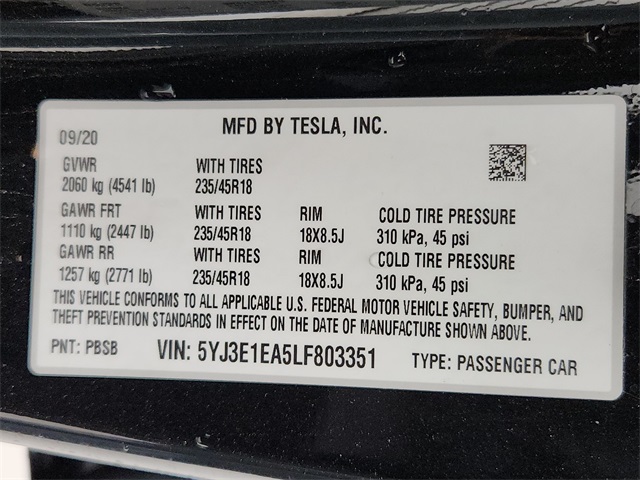 MFD BY TESLA, INC.
09/20
GVWR WITH TIRES
2060 kg (4541 lb) 235/45R18
GAWR FRT WITH TIRES RIM COLD TIRE PRESSURE
1110 kg (2447 lb) 235/45R18 18X8.5J 310 kPa, 45 psi
GAWR RR WITH TIRES RIM COLD TIRE PRESSURE
1257 kg (2771 lb) 235/45R18 18X8.5J 310 kPa, 45 psi
THIS VEHICLE CONFORMS TO ALL APPLICABLE U.S. FEDERAL MOTOR VEHICLE SAFETY, BUMPER, AND
THEFT PREVENTION STANDARDS IN EFFECT ON THE DATE OF MANUFACTURE SHOWN ABOVE.
PNT: PBSB VIN: 5YJ3E1EA5LF803351 TYPE: PASSENGER CAR